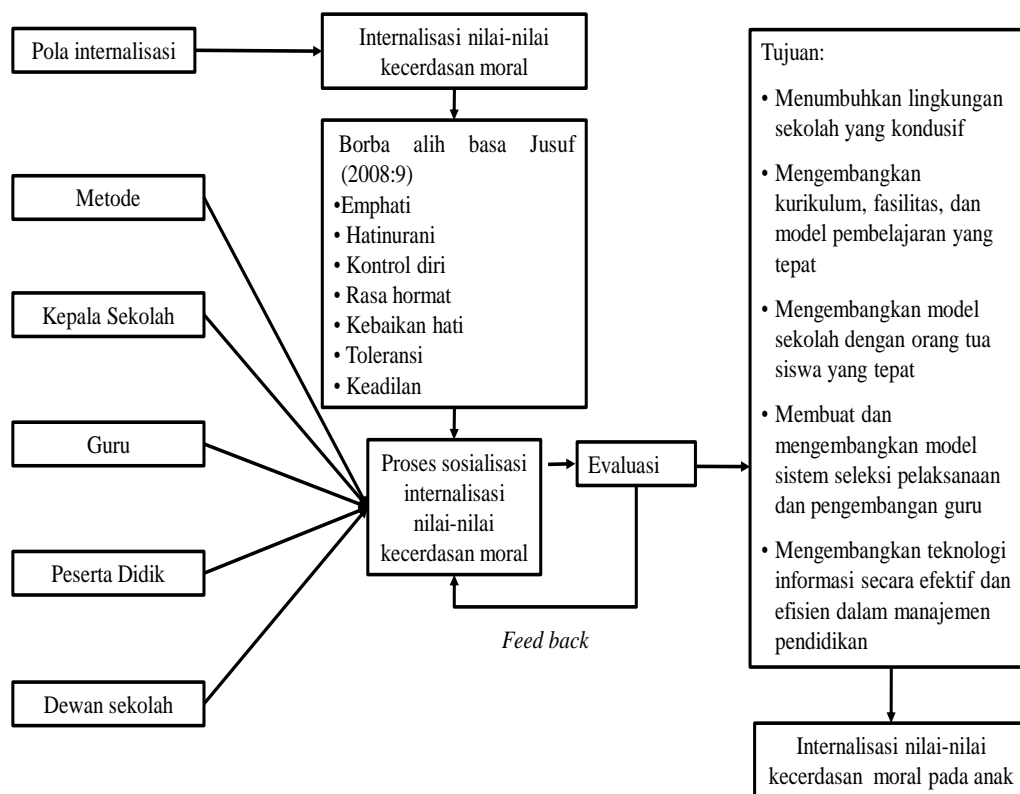 Pola internalisasi
Internalisasi nilai-nilai
kecerdasan moral
Borba alih basa Jusuf
(2008:9)
•Emphati
• Hatinurani
• Kontrol diri
• Rasa hormat
• Kebaikan hati
• Toleransi
• Keadilan
Metode
Kepala Sekolah
Guru
Peserta Didik
Dewan sekolah
Proses sosialisasi
internalisasi
nilai-nilai
kecerdasan moral
Evaluasi
Feed back
Tujuan:
• Menumbuhkan lingkungan
sekolah yang kondusif
• Mengembangkan
kurikulum, fasilitas, dan
model pembelajaran yang
tepat
• Mengembangkan model
sekolah dengan orang tua
siswa yang tepat
• Membuat dan
mengembangkan model
sistem seleksi pelaksanaan
dan pengembangan guru
• Mengembangkan teknologi
informasi secara efektif dan
efisien dalam manajemen
pendidikan
Internalisasi nilai-nilai
kecerdasan moral pada anak